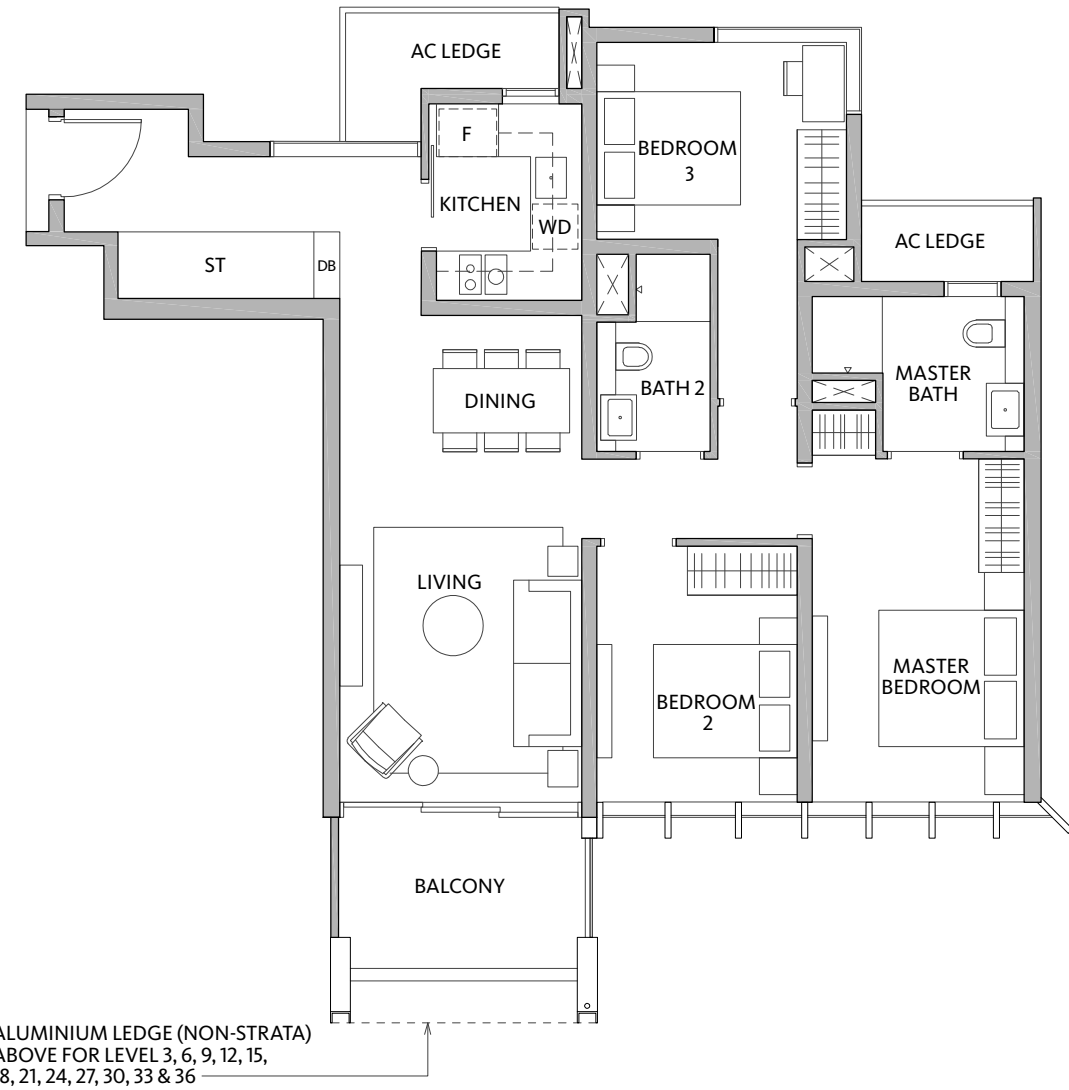 AC LEDGE
F
BEDROOM
3
KITCHEN
WD
AC LEDGE
ST
DB
MASTER
BATH
BATH 2
DINING
LIVING
MASTER
BEDROOM
BEDROOM
2
BALCONY
ALUMINIUM LEDGE (NON-STRATA)
ABOVE FOR LEVEL 3, 6, 9, 12, 15,
8, 21, 24, 27, 30, 33 & 36